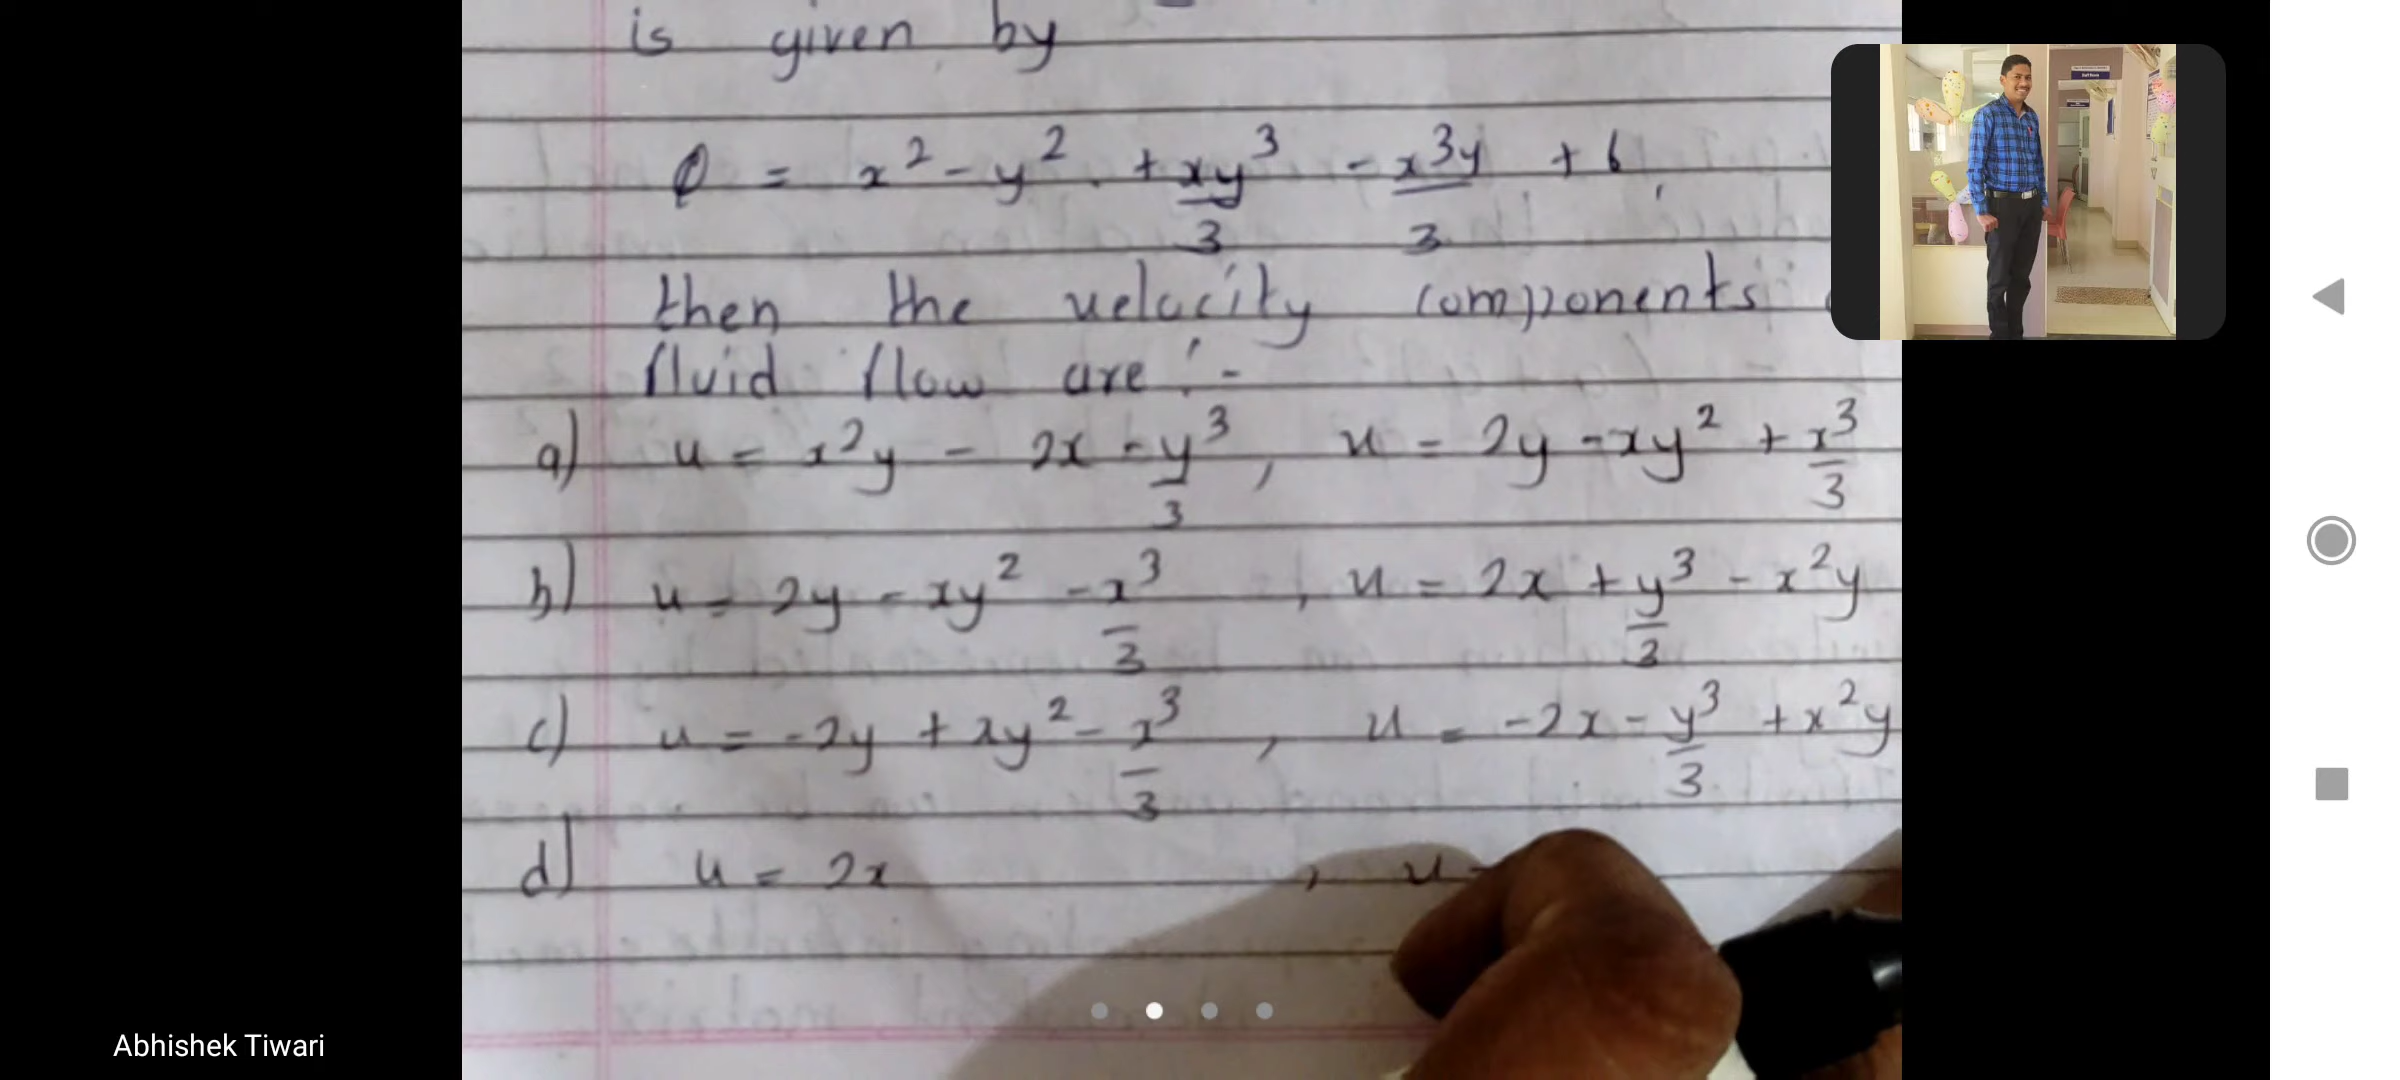 is given by
φ = x² - y² + xy³/3 - x³y/3 + 6,
then the velocity components
fluid flow are :-
a) u = x²y - 2x - y³/3, u = 2y - xy² + x³/3
b) u = 2y - xy² - x³/3, u = 2x + y³/3 - x²y
c) u = -2y + xy² - x³/3, u = -2x - y³/3 + x²y
d) u = 2x , u =
Abhishek Tiwari